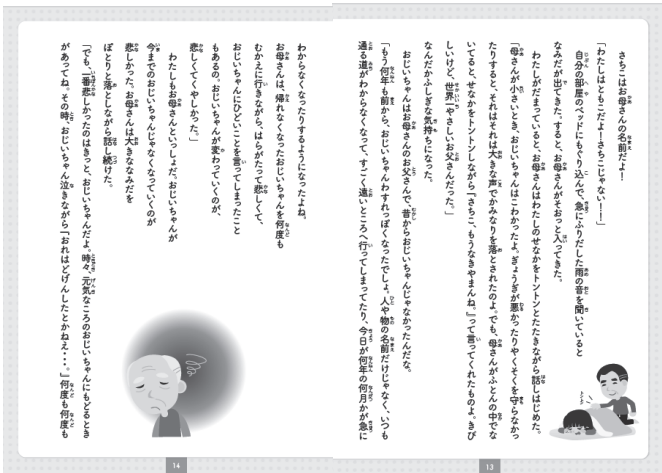 さちこはお母さんの名前だよ！
「わたしはともこだよ！さちこじゃない！！」
自分の部屋のベッドにもぐり込んで、急にふりだした雨の音を聞いていると
なみだが出てきた。すると、お母さんがそおっと入ってきた。
わたしがだまっていると、お母さんはわたしのせなかをトントンとたたきながら話しはじめた。
「母さんが小さいとき、おじいちゃんはこわかったよ。ぎょうぎが悪かったりやくそくを守らなかっ
たりすると、それはそれは大きな声でかみなりを落とされたのよ。でも、母さんがふとんの中でな
いてると、せなかをトントンしながら『さちこ、もうなきやまんね。』って言ってくれたものよ。きび
しいけど、世界一やさしいお父さんだった。」
なんだかふしぎな気持ちになった。
おじいちゃんはお母さんのお父さんで、昔からおじいちゃんじゃなかったんだな。
「もう何年も前から、おじいちゃんわすれっぽくなったでしょ。人や物の名前だけじゃなく、いつも
通る道がわからなくなって、すごく遠いところへ行ってしまってたり、今日が何年の何月かが急に
13
わからなくなったりするようになったよね。
お母さんは、帰れなくなったおじいちゃんを何度も
むかえに行きながら、はらがたって悲しくて、
おじいちゃんにひどいことを言ってしまったこと
もあるの。おじいちゃんが変わっていくのが、
悲しくてくやしかった。」
わたしもお母さんといっしょだ。おじいちゃんが
今までのおじいちゃんじゃなくなっていくのが
悲しかった。お母さんは大きななみだを
ぽとりと落としながら話し続けた。
「でも、一番悲しかったのはきっと、おじいちゃんだよ。時々、元気なころのおじいちゃんにもどるとき
があってね。その時、おじいちゃん泣きながら『おれはどげんしたとかねえ・・・。』何度も何度も
14